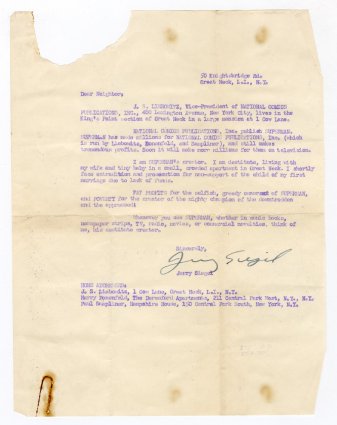 90 Knightsbridge Rd.
Great Neck, L.I., N.Y.
Dear Neighbor,
J. S. LIEBOWITZ, Vice-President of NATIONAL COMICS
PUBLICATIONS, INC., 480 Lexington Avenue, New York City, lives in the
King's Point section of Great Neck in a large mansion at 1 Cow Lane.
NATIONAL COMICS PUBLICATIONS, Inc. publish SUPERMAN.
SUPERMAN has made millions for NATIONAL COMICS PUBLICATIONS, Inc. (which
is run by Liebowitz, Donenfeld, and Sampliner), and still makes
tremendous profits. Soon it will make more millions for them on television.
I am SUPERMAN's creator. I am destitute, living with
my wife and tiny baby in a small, crowded apartment in Great Neck. I shortly
face extradition and prosecution for non-support of the child of my first
marriage due to lack of funds.
FAT PROFITS for the selfish, greedy owners of SUPERMAN,
and POVERTY for the creator of the mighty champion of the downtrodden
and the oppressed!
Whenever you see SUPERMAN, whether in comic books,
newspaper strips, TV, radio, movies, or commercial novelties, think of
me, his destitute creator.
Sincerely,
Jerry Siegel
Jerry Siegel
HOME ADDRESSES:
J. S. Liebowitz, 1 Cow Lane, Great Neck, L.I., N.Y.
Harry Donenfeld, The Beresford Apartments, 211 Central Park West, N.Y., N.Y.
Paul Sampliner, Hampshire House, 150 Central Park South, New York, N.Y.